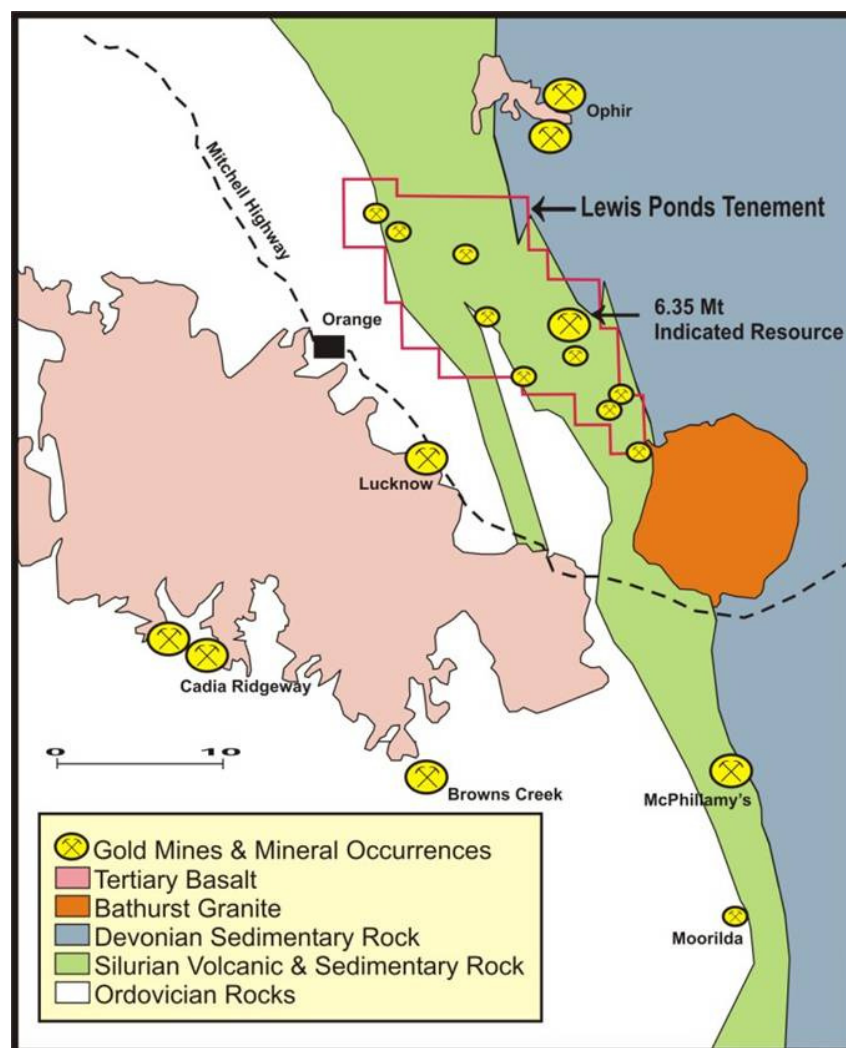 Ophir
Mitchell Highway
Lewis Ponds Tenement
6.35 Mt
Indicated Resource
Orange
Lucknow
Cadia Ridgeway
0 10
Browns Creek
McPhillamy's
Moorilda
Gold Mines & Mineral Occurrences
Tertiary Basalt
Bathurst Granite
Devonian Sedimentary Rock
Silurian Volcanic & Sedimentary Rock
Ordovician Rocks